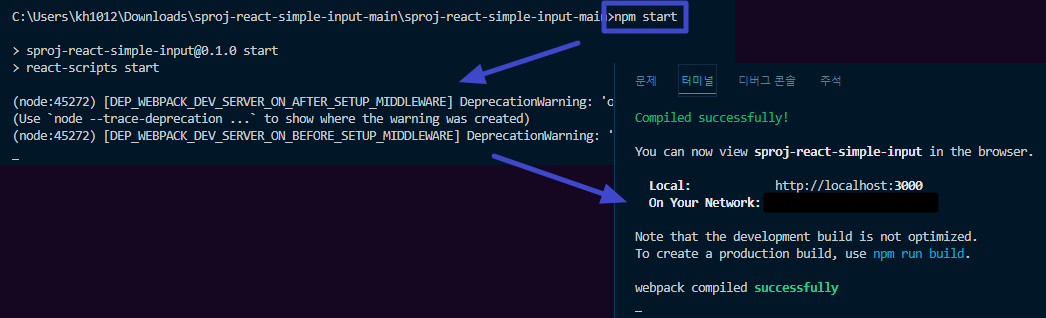 C:\Users\kh1012\Downloads\sproj-react-simple-input-main\sproj-react-simple-input-main>npm start
> sproj-react-simple-input@0.1.0 start
> react-scripts start
(node:45272) [DEP_WEBPACK_DEV_SERVER_ON_AFTER_SETUP_MIDDLEWARE] DeprecationWarning: 'o
(Use `node --trace-deprecation ...` to show where the warning was created)
(node:45272) [DEP_WEBPACK_DEV_SERVER_ON_BEFORE_SETUP_MIDDLEWARE] DeprecationWarning: '
_
문제 터미널 디버그 콘솔 주석
Compiled successfully!
You can now view sproj-react-simple-input in the browser.
Local: http://localhost:3000
On Your Network:
Note that the development build is not optimized.
To create a production build, use npm run build.
webpack compiled successfully
_